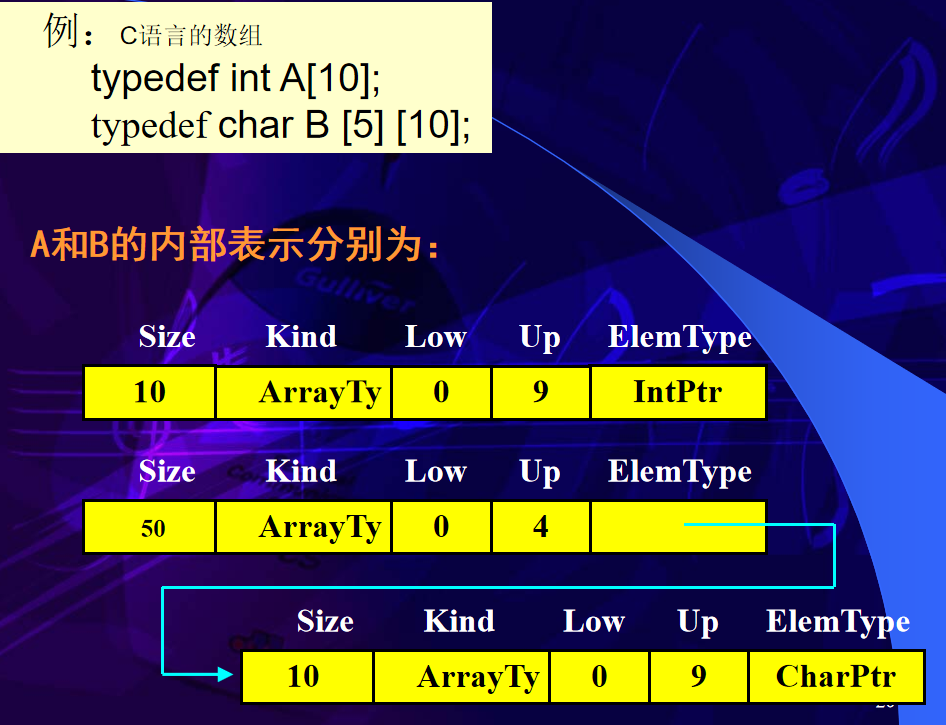 例：C语言的数组
typedef int A[10];
typedef char B [5] [10];
A和B的内部表示分别为：
Size Kind Low Up ElemType
10 ArrayTy 0 9 IntPtr
Size Kind Low Up ElemType
50 ArrayTy 0 4
Size Kind Low Up ElemType
10 ArrayTy 0 9 CharPtr
Gulliver